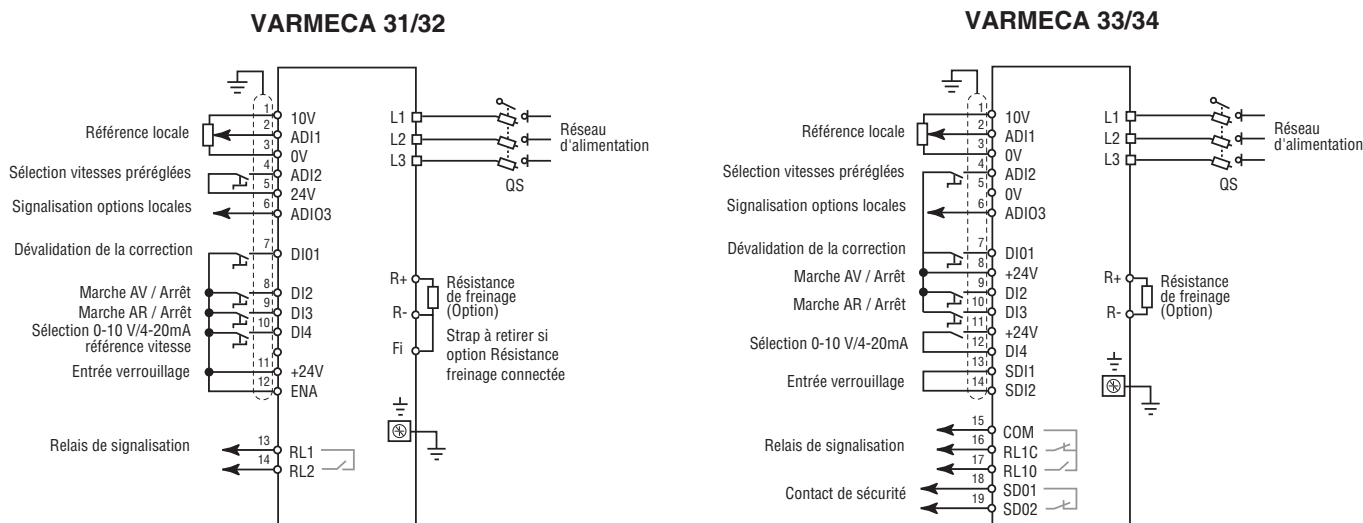 VARMECA 31/32
Référence locale
Sélection vitesses préréglées
Signalisation options locales
Dévalidation de la correction
Marche AV / Arrêt
Marche AR / Arrêt
Sélection 0-10 V/4-20mA
référence vitesse
Entrée verrouillage
Relais de signalisation
1 10V
2 ADI1
3 0V
4 ADI2
5 24V
6 ADIO3
7 DI01
8 DI2
9 DI3
10 DI4
11 +24V
12 ENA
13 RL1
14 RL2
L1
L2
L3
QS
Réseau
d'alimentation
R+
R-
Fi
Résistance
de freinage
(Option)
Strap à retirer si
option Résistance
freinage connectée
VARMECA 33/34
Référence locale
Sélection vitesses préréglées
Signalisation options locales
Dévalidation de la correction
Marche AV / Arrêt
Marche AR / Arrêt
Sélection 0-10 V/4-20mA
Entrée verrouillage
Relais de signalisation
Contact de sécurité
1 10V
2 ADI1
3 0V
4 ADI2
5 0V
6 ADIO3
7 DI01
8 +24V
9 DI2
10 DI3
11 +24V
12 DI4
13 SDI1
14 SDI2
15 COM
16 RL1C
17 RL10
18 SD01
19 SD02
L1
L2
L3
QS
Réseau
d'alimentation
R+
R-
Résistance
de freinage
(Option)